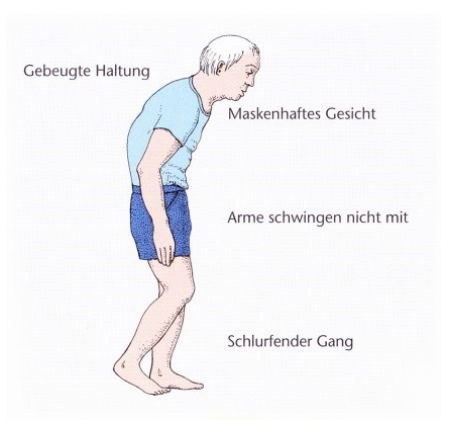 Gebeugte Haltung
Maskenhaftes Gesicht
Arme schwingen nicht mit
Schlurfender Gang